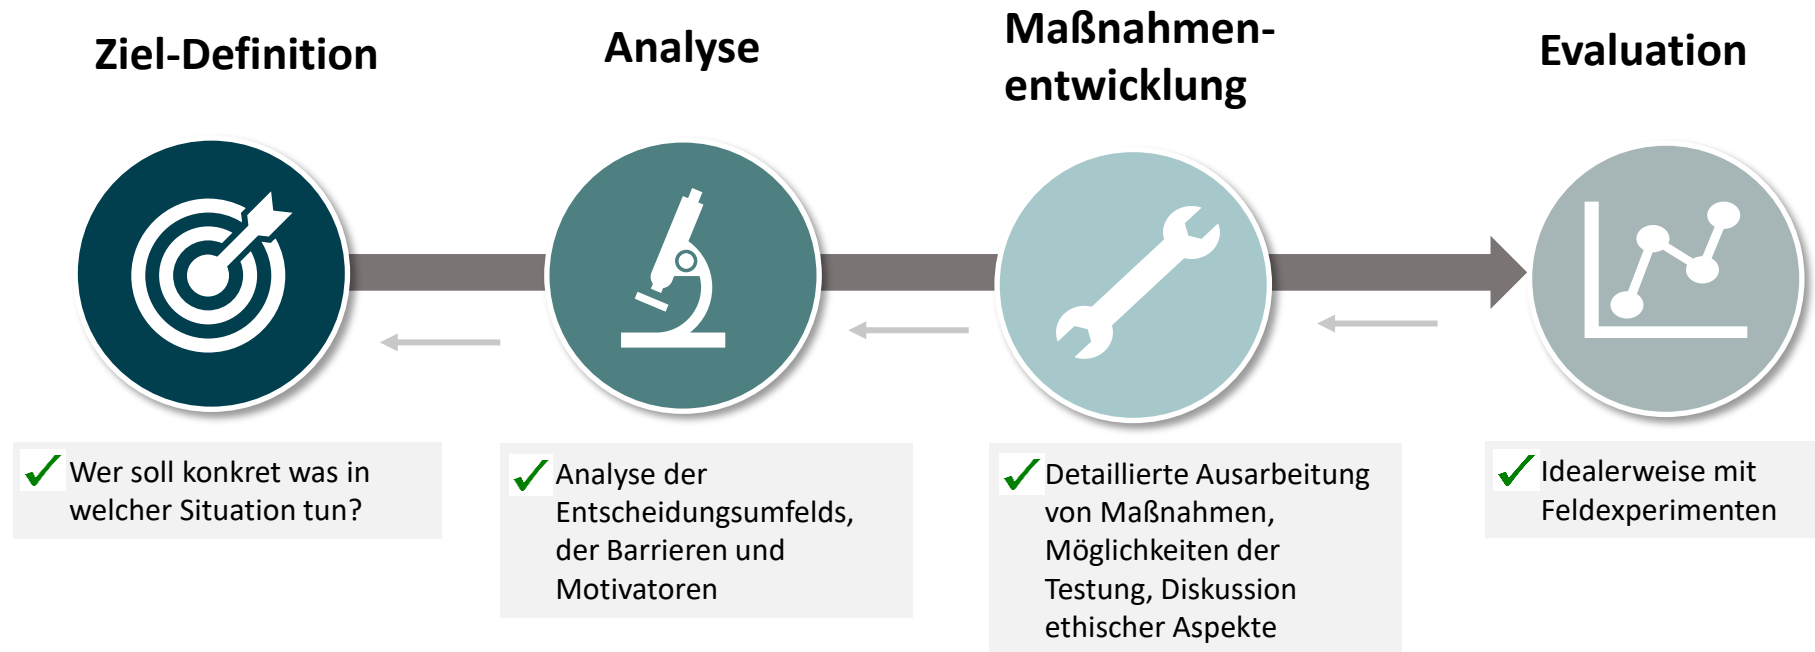 Ziel-Definition
Wer soll konkret was in
welcher Situation tun?
Analyse
Analyse der
Entscheidungsumfelds,
der Barrieren und
Motivatoren
Maßnahmen-
entwicklung
Detaillierte Ausarbeitung
von Maßnahmen,
Möglichkeiten der
Testung, Diskussion
ethischer Aspekte
Evaluation
Idealerweise mit
Feldexperimenten